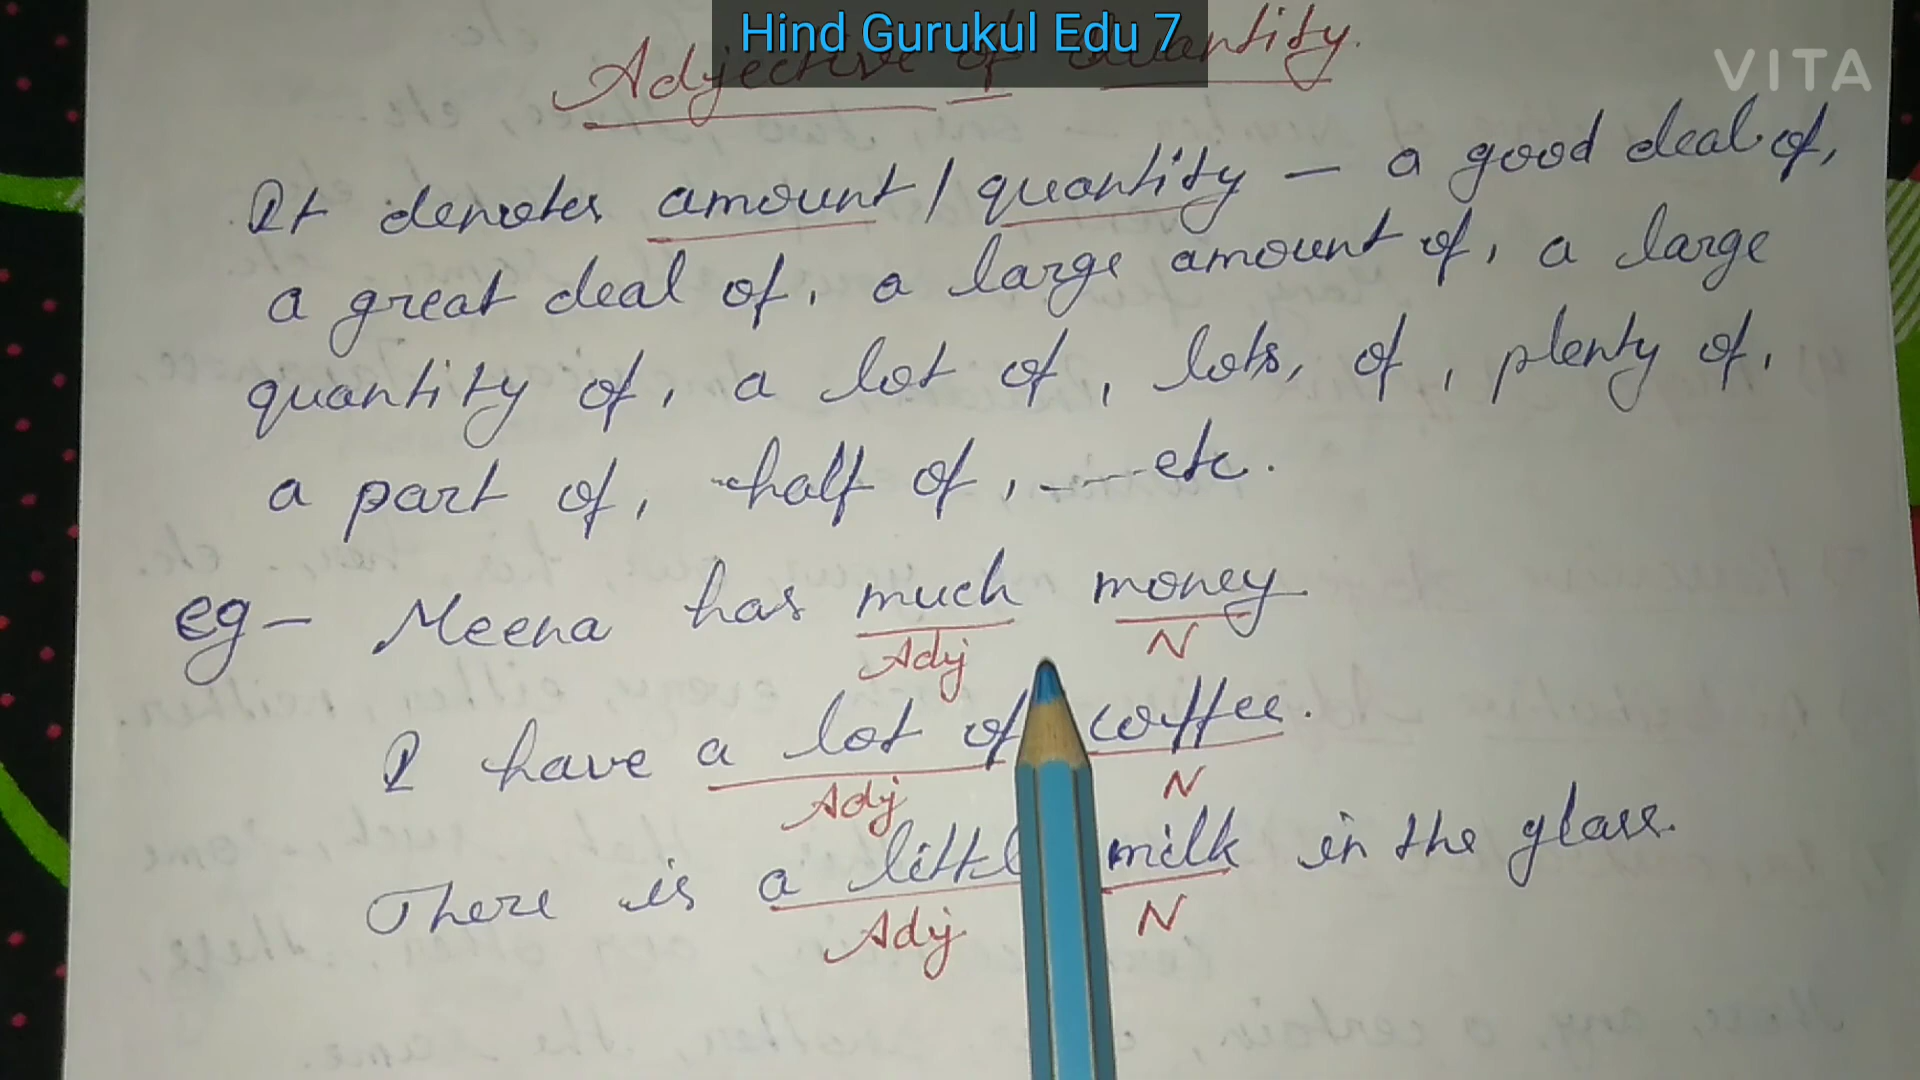 Hind Gurukul Edu 7
VITA
Adjective of Quantity.
It denotes amount / quantity – a good deal of,
a great deal of, a large amount of, a large
quantity of, a lot of, lots, of, plenty of,
a part of, half of, --- etc.
eg – Meena has much money.
Adj N
I have a lot of coffee.
Adj N
There is a little milk in the glass.
Adj N